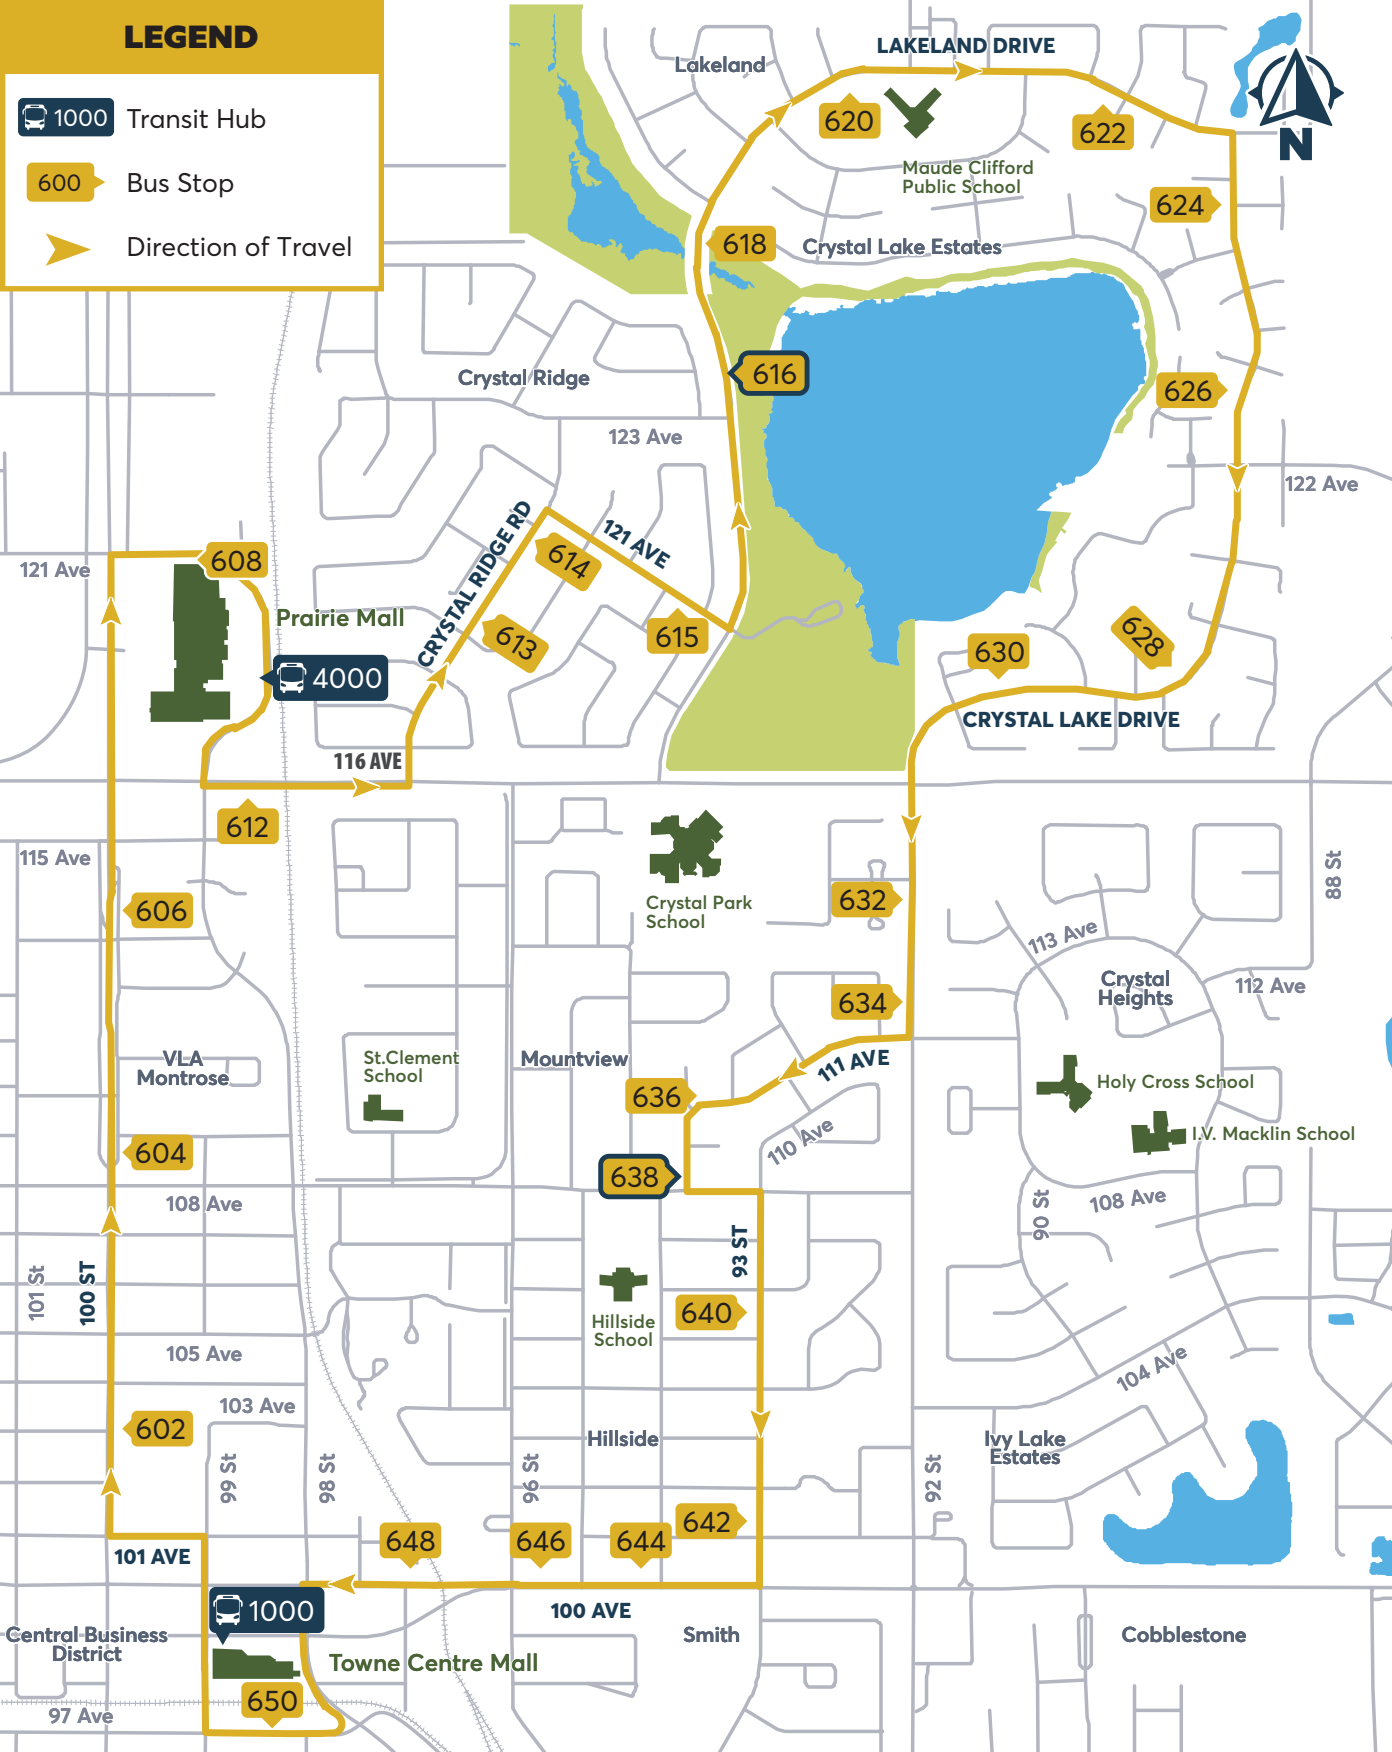 LEGEND
1000 Transit Hub
600 Bus Stop
Direction of Travel
LAKELAND DRIVE
Lakeland
620
622
N
Maude Clifford
Public School
624
618
Crystal Lake Estates
616
Crystal Ridge
626
123 Ave
122 Ave
CRYSTAL RIDGE RD
121 AVE
608
614
121 Ave
Prairie Mall
613
615
628
630
4000
CRYSTAL LAKE DRIVE
116 AVE
612
115 Ave
88 St
606
Crystal Park
School
632
113 Ave
Crystal
Heights
112 Ave
634
VLA
Montrose
St.Clement
School
Mountview
111 AVE
636
Holy Cross School
604
110 Ave
I.V. Macklin School
638
108 Ave
108 Ave
90 St
93 ST
101 St
100 ST
640
Hillside
School
105 Ave
104 Ave
103 Ave
602
Hillside
Ivy Lake
Estates
99 St
98 St
96 St
92 St
642
648
646
644
101 AVE
1000
100 AVE
Central Business
District
Smith
Cobblestone
Towne Centre Mall
650
97 Ave